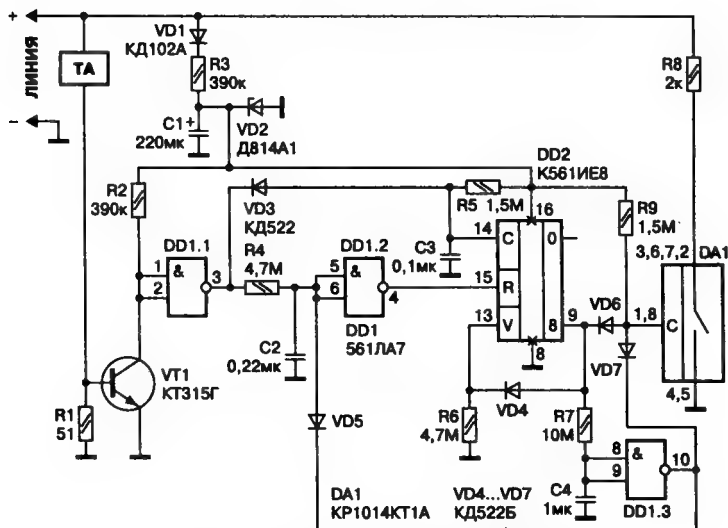 +
ЛИНИЯ
-
ТА
VD1
КД102А
R3
390к
C1 +
220мк
VD2
Д814А1
R8
2к
DD2
К561ИЕ8
R2
390к
VD3
КД522
R4
4,7М
R5 1,5М
16
R9
1,5М
3,6,7,2
DA1
DD1.1
1
2
&
3
DD1.2
5
6
&
4
DD1
561ЛА7
C3
0,1мк
14
C
0
15
R
13
V
8
9
8
VD6
1,8
C
VD7
4,5
C2
0,22мк
VT1
КТ315Г
R1
51
VD5
R6
4,7М
VD4
R7
10М
8
9
&
10
DD1.3
C4
1мк
DA1
КР1014КТ1А
VD4...VD7
КД522Б